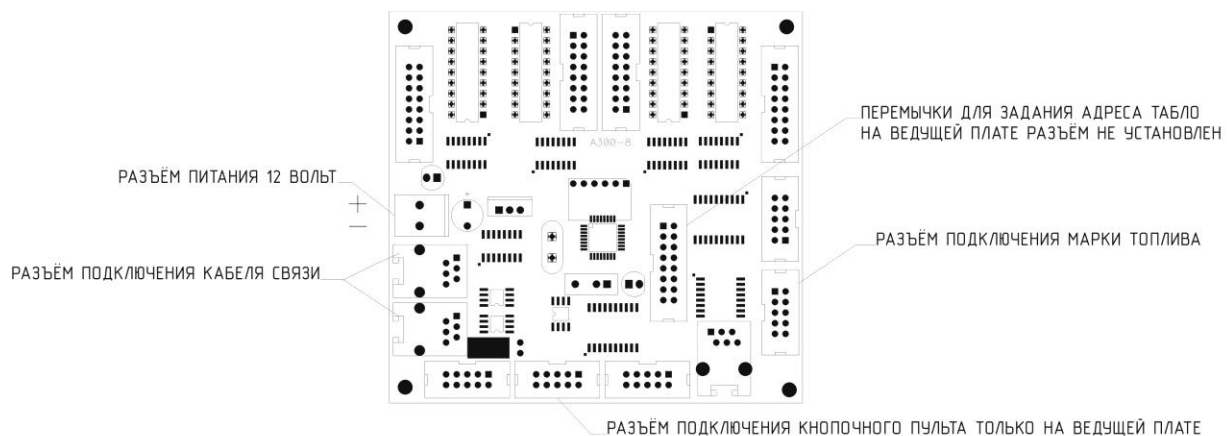 ПЕРЕМЫЧКИ ДЛЯ ЗАДАНИЯ АДРЕСА ТАБЛО
НА ВЕДУЩЕЙ ПЛАТЕ РАЗЪЁМ НЕ УСТАНОВЛЕН
A300-8
РАЗЪЁМ ПИТАНИЯ 12 ВОЛЬТ
+
+
—
РАЗЪЁМ ПОДКЛЮЧЕНИЯ МАРКИ ТОПЛИВА
РАЗЪЁМ ПОДКЛЮЧЕНИЯ КАБЕЛЯ СВЯЗИ
РАЗЪЁМ ПОДКЛЮЧЕНИЯ КНОПОЧНОГО ПУЛЬТА ТОЛЬКО НА ВЕДУЩЕЙ ПЛАТЕ